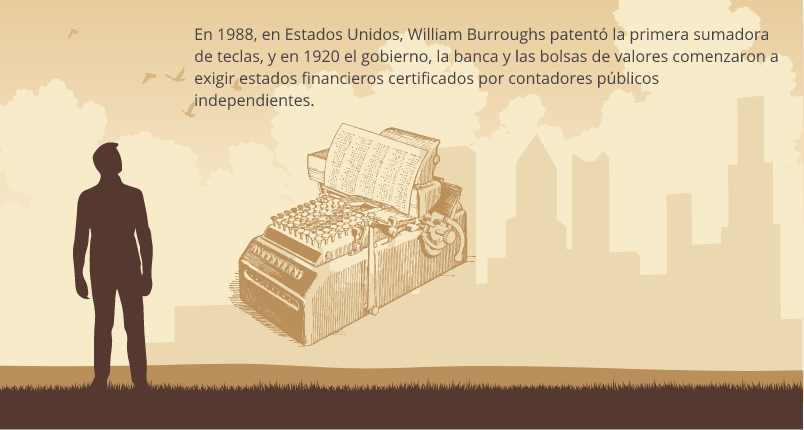 En 1988, en Estados Unidos, William Burroughs patentó la primera sumadora
de teclas, y en 1920 el gobierno, la banca y las bolsas de valores comenzaron a
exigir estados financieros certificados por contadores públicos
independientes.